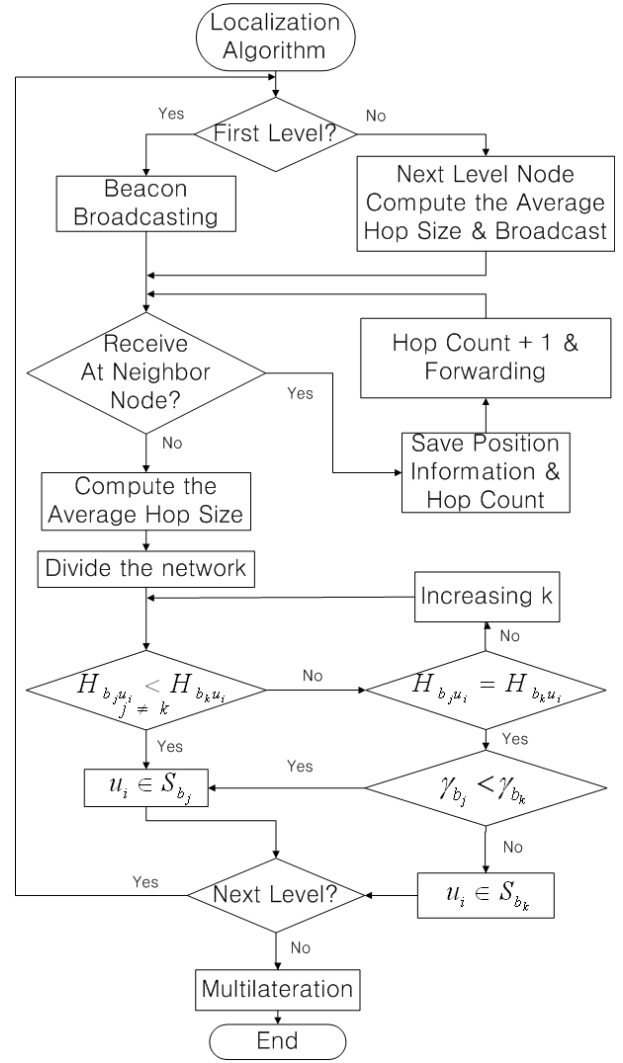 Localization
Algorithm
Yes
No
First Level?
Beacon
Broadcasting
Next Level Node
Compute the Average
Hop Size & Broadcast
Receive
At Neighbor
Node?
Yes
No
Hop Count + 1 &
Forwarding
Save Position
Information &
Hop Count
Compute the
Average Hop Size
Divide the network
Increasing k
No
H_{b_j u_i} < H_{b_k u_i}
j ≠ k
No
H_{b_j u_i} = H_{b_k u_i}
Yes
Yes
u_i ∈ S_{b_j}
Yes
γ_{b_j} < γ_{b_k}
No
Yes
Next Level?
u_i ∈ S_{b_k}
No
Multilateration
End